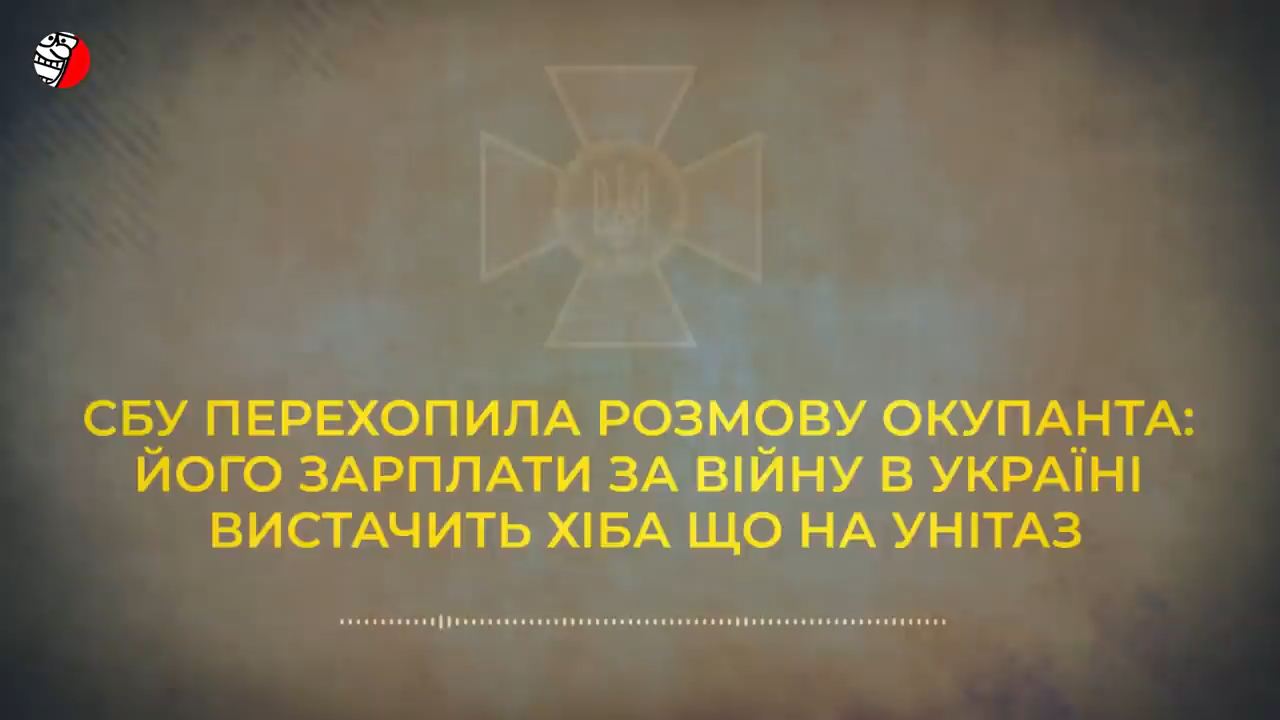 СБУ ПЕРЕХОПИЛА РОЗМОВУ ОКУПАНТА:
ЙОГО ЗАРПЛАТИ ЗА ВІЙНУ В УКРАЇНІ
ВИСТАЧИТЬ ХІБА ЩО НА УНІТАЗ